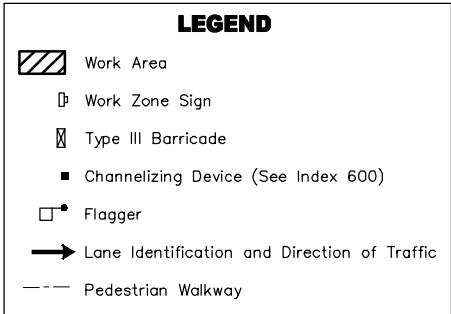 LEGEND
Work Area
Work Zone Sign
Type III Barricade
Channelizing Device (See Index 600)
Flagger
Lane Identification and Direction of Traffic
Pedestrian Walkway